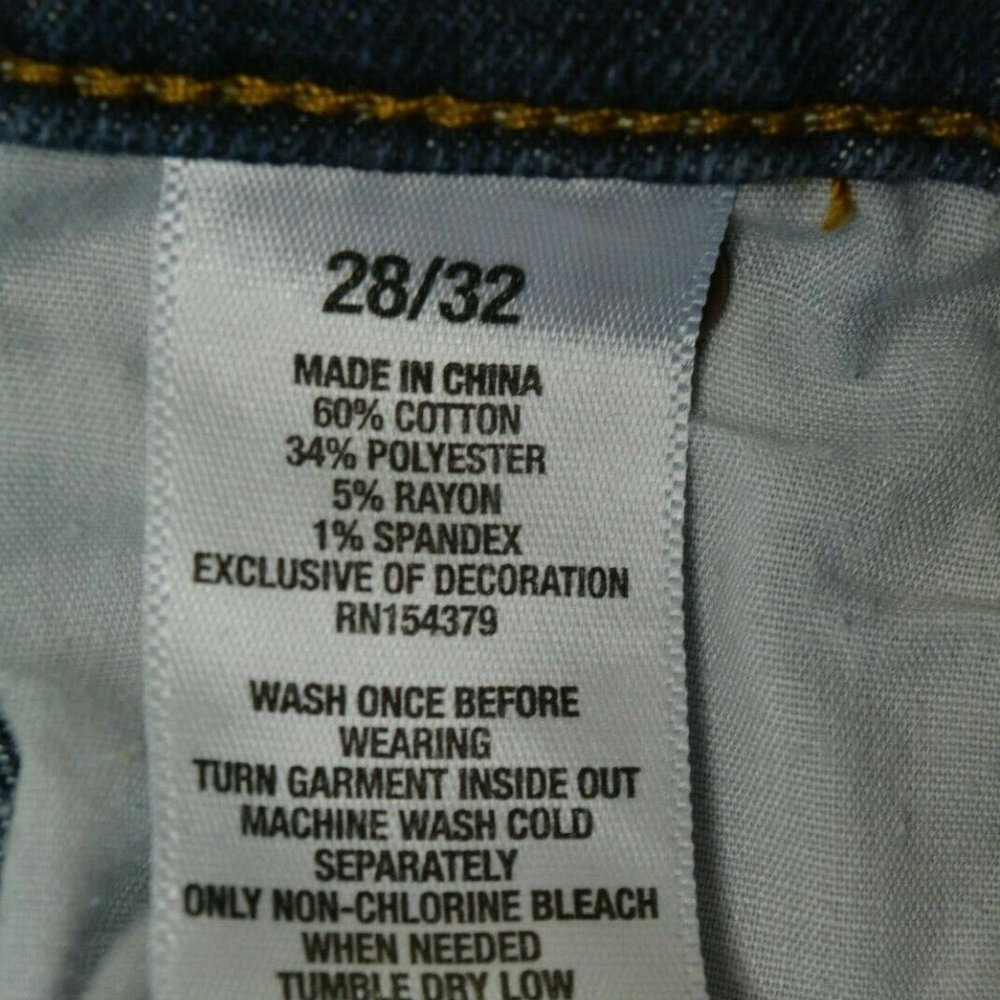 28/32
MADE IN CHINA
60% COTTON
34% POLYESTER
5% RAYON
1% SPANDEX
EXCLUSIVE OF DECORATION
RN154379
WASH ONCE BEFORE
WEARING
TURN GARMENT INSIDE OUT
MACHINE WASH COLD
SEPARATELY
ONLY NON-CHLORINE BLEACH
WHEN NEEDED
TUMBLE DRY LOW